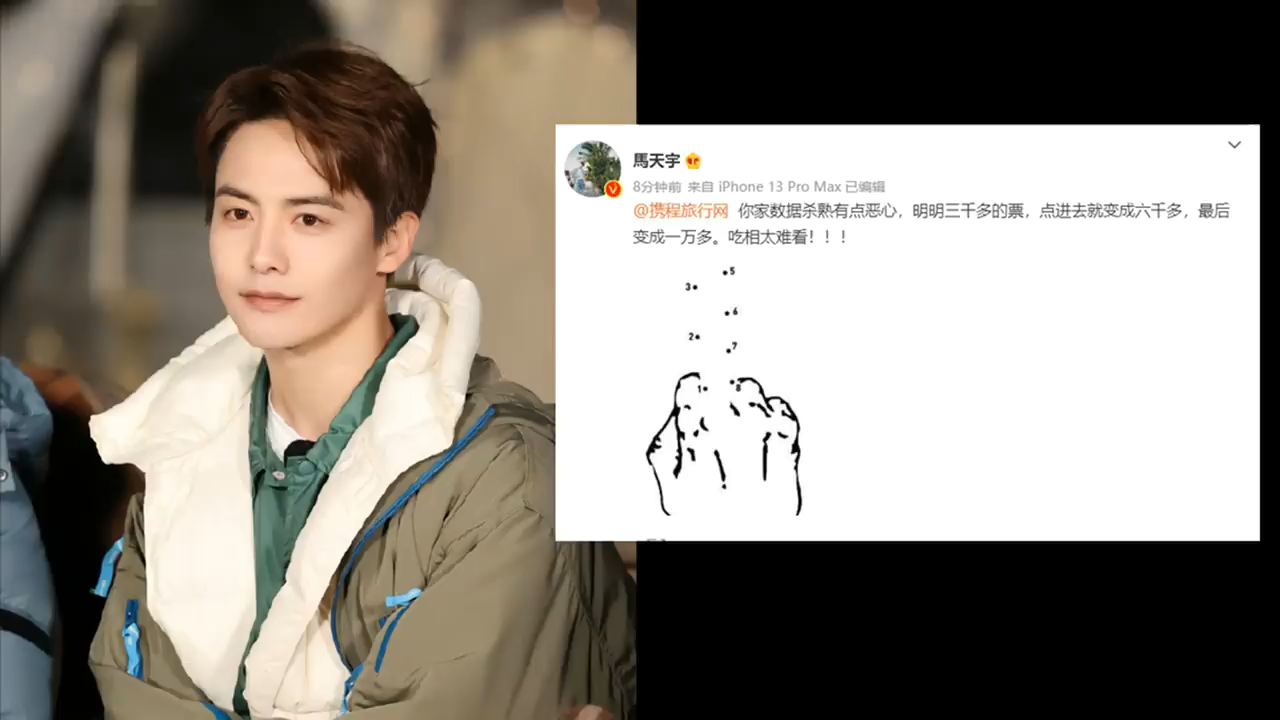 馬天宇
8分钟前 来自 iPhone 13 Pro Max 已编辑
@携程旅行网 你家数据杀熟有点恶心，明明三千多的票，点进去就变成六千多，最后
变成一万多。吃相太难看！！！
5
3
6
2
7
1
8